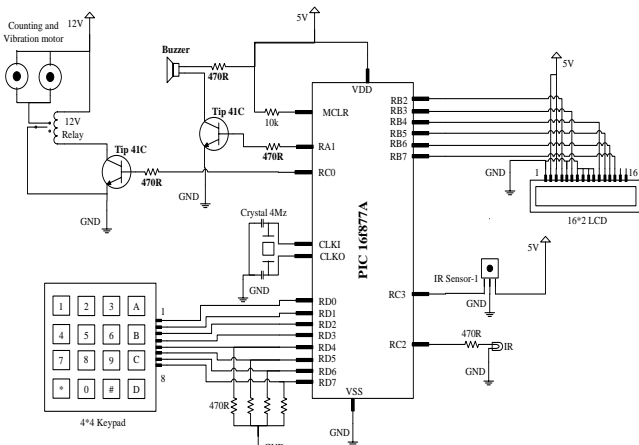 Counting and
Vibration motor
12V
5V
Buzzer
470R
VDD
MCLR
10k
Tip 41C
RA1
470R
12V
Relay
Tip 41C
470R
RC0
GND
GND
Crystal 4Mz
CLKI
CLKO
GND
PIC 16f877A
RB2
RB3
RB4
RB5
RB6
RB7
5V
GND
1
16
16*2 LCD
5V
IR Sensor-1
RC3
GND
470R
RC2
IR
GND
1 2 3 A
4 5 6 B
7 8 9 C
* 0 # D
1
8
4*4 Keypad
RD0
RD1
RD2
RD3
RD4
RD5
RD6
RD7
470R
GND
VSS
GND